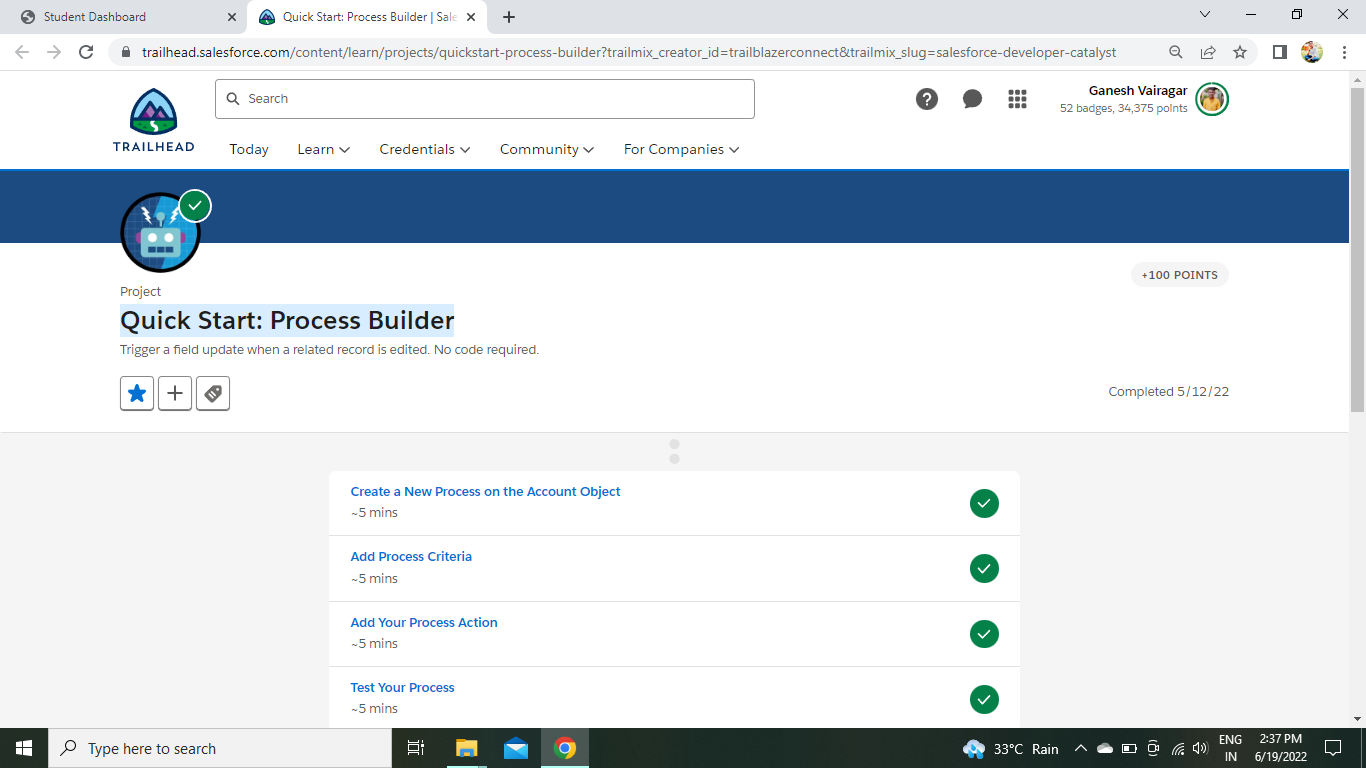 Student Dashboard
Quick Start: Process Builder | Sale
trailhead.salesforce.com/content/learn/projects/quickstart-process-builder?trailmix_creator_id=trailblazerconnect&trailmix_slug=salesforce-developer-catalyst
TRAILHEAD
Search
Ganesh Vairagar
52 badges, 34,375 points
Today Learn Credentials Community For Companies
+100 POINTS
Project
Quick Start: Process Builder
Trigger a field update when a related record is edited. No code required.
Completed 5/12/22
Create a New Process on the Account Object
~5 mins
Add Process Criteria
~5 mins
Add Your Process Action
~5 mins
Test Your Process
~5 mins
Type here to search
33°C Rain
ENG
IN
2:37 PM
6/19/2022